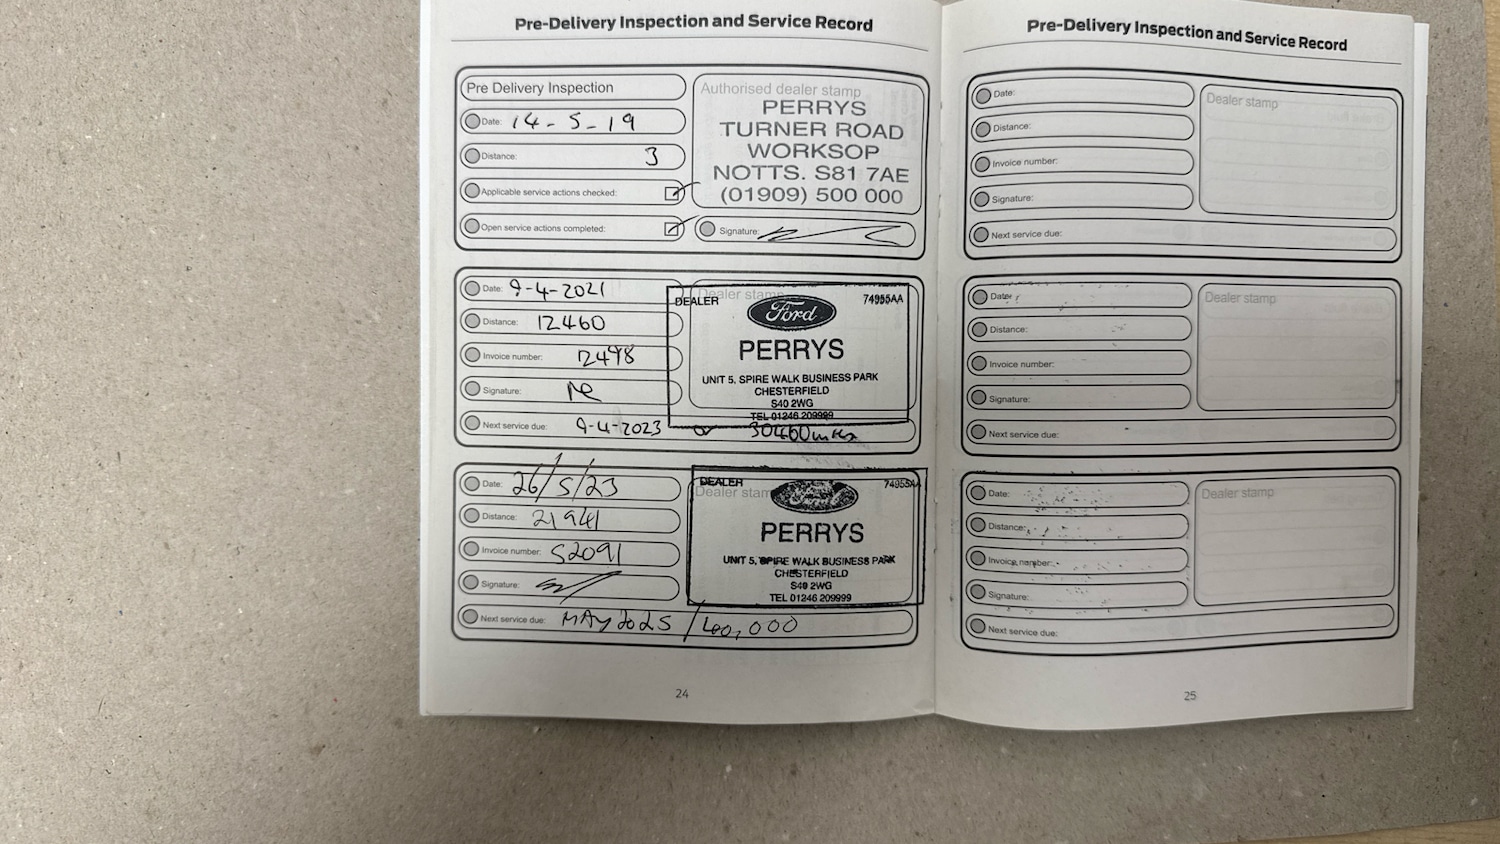 Pre-Delivery Inspection and Service Record
Pre Delivery Inspection
Date: 14-5-19
Distance: 3
Applicable service actions checked:
Open service actions completed:
Authorised dealer stamp
PERRYS
TURNER ROAD
WORKSOP
NOTTS. S81 7AE
(01909) 500 000
Signature:
Date: 9-4-2021
Distance: 12460
Invoice number: 12498
Signature:
Next service due: 9-4-2023 or 30460 miles
Dealer stamp
DEALER 74955AA
Ford
PERRYS
UNIT 5, SPIRE WALK BUSINESS PARK
CHESTERFIELD
S40 2WG
TEL 01246 209999
Date: 26/5/23
Distance: 21941
Invoice number: 52091
Signature:
Next service due: MAY 2025 / 40,000
Dealer stamp
DEALER 74955AA
PERRYS
UNIT 5, SPIRE WALK BUSINESS PARK
CHESTERFIELD
S40 2WG
TEL 01246 209999
24
Pre-Delivery Inspection and Service Record
Date:
Distance:
Invoice number:
Signature:
Next service due:
Dealer stamp
Date:
Distance:
Invoice number:
Signature:
Next service due:
Dealer stamp
Date:
Distance:
Invoice number:
Signature:
Next service due:
Dealer stamp
25